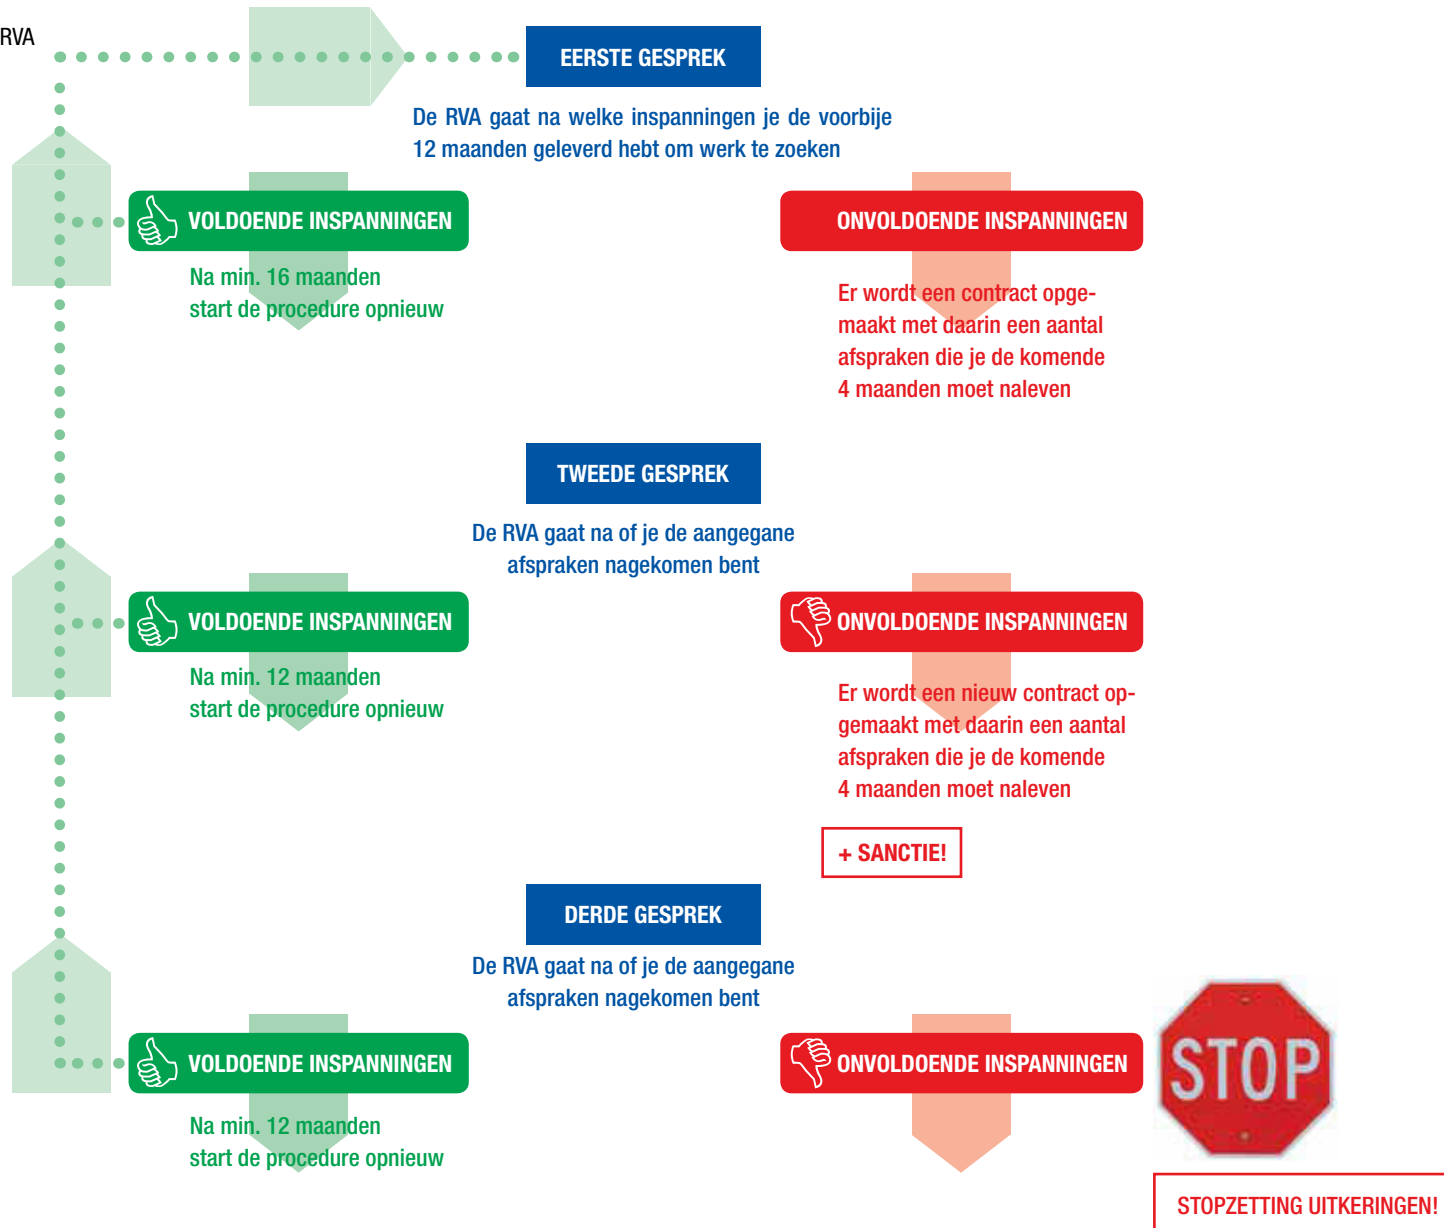 RVA
EERSTE GESPREK
De RVA gaat na welke inspanningen je de voorbije
12 maanden geleverd hebt om werk te zoeken
VOLDOENDE INSPANNINGEN
Na min. 16 maanden
start de procedure opnieuw
ONVOLDOENDE INSPANNINGEN
Er wordt een contract opge-
maakt met daarin een aantal
afspraken die je de komende
4 maanden moet naleven
TWEEDE GESPREK
De RVA gaat na of je de aangegane
afspraken nagekomen bent
VOLDOENDE INSPANNINGEN
Na min. 12 maanden
start de procedure opnieuw
ONVOLDOENDE INSPANNINGEN
Er wordt een nieuw contract op-
gemaakt met daarin een aantal
afspraken die je de komende
4 maanden moet naleven
+ SANCTIE!
DERDE GESPREK
De RVA gaat na of je de aangegane
afspraken nagekomen bent
VOLDOENDE INSPANNINGEN
Na min. 12 maanden
start de procedure opnieuw
ONVOLDOENDE INSPANNINGEN
STOP
STOPZETTING UITKERINGEN!